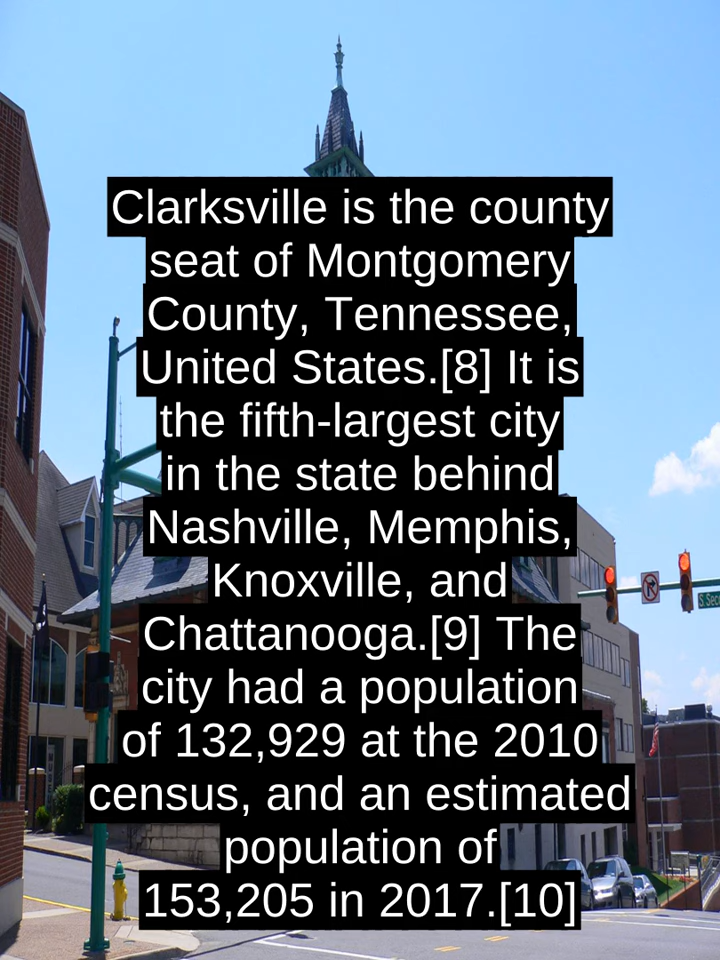 Clarksville is the county
seat of Montgomery
County, Tennessee,
United States.[8] It is
the fifth-largest city
in the state behind
Nashville, Memphis,
Knoxville, and
Chattanooga.[9] The
city had a population
of 132,929 at the 2010
census, and an estimated
population of
153,205 in 2017.[10]